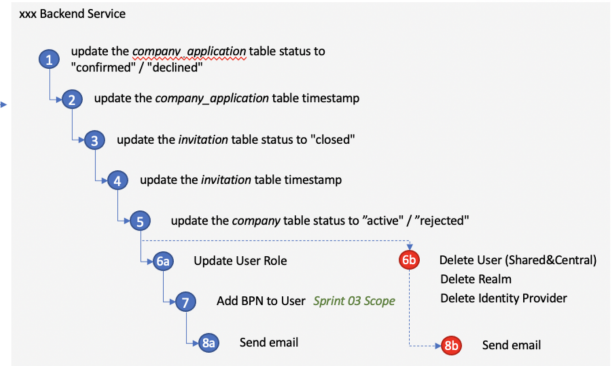 xxx Backend Service
1 update the company_application table status to
"confirmed" / "declined"
2 update the company_application table timestamp
3 update the invitation table status to "closed"
4 update the invitation table timestamp
5 update the company table status to ”active" / ”rejected"
6a Update User Role 6b Delete User (Shared&Central)
Delete Realm
7 Add BPN to User Sprint 03 Scope Delete Identity Provider
8a Send email 8b Send email